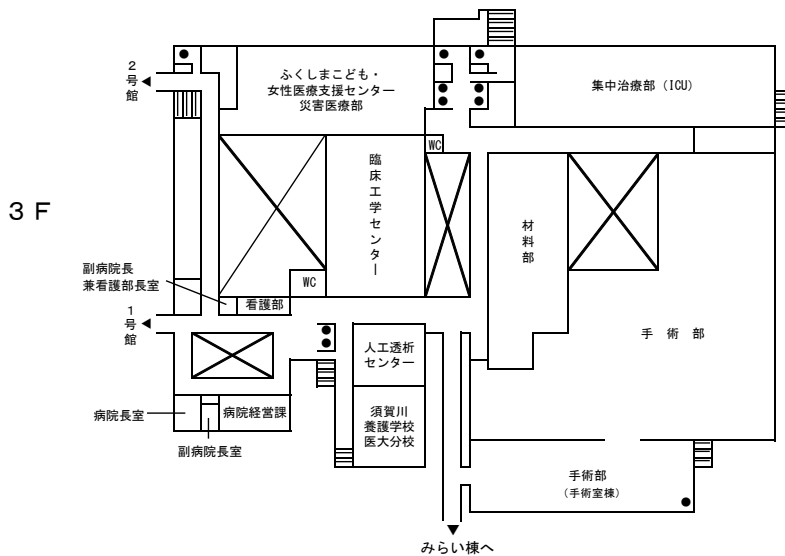 3 F
2号館
ふくしまこども・
女性医療支援センター
災害医療部
集中治療部 (ICU)
WC
臨床工学センター
材料部
手術部
副病院長
兼看護部長室
WC
看護部
1号館
人工透析
センター
須賀川
養護学校
医大分校
病院長室
病院経営課
副病院長室
手術部
(手術室棟)
みらい棟へ